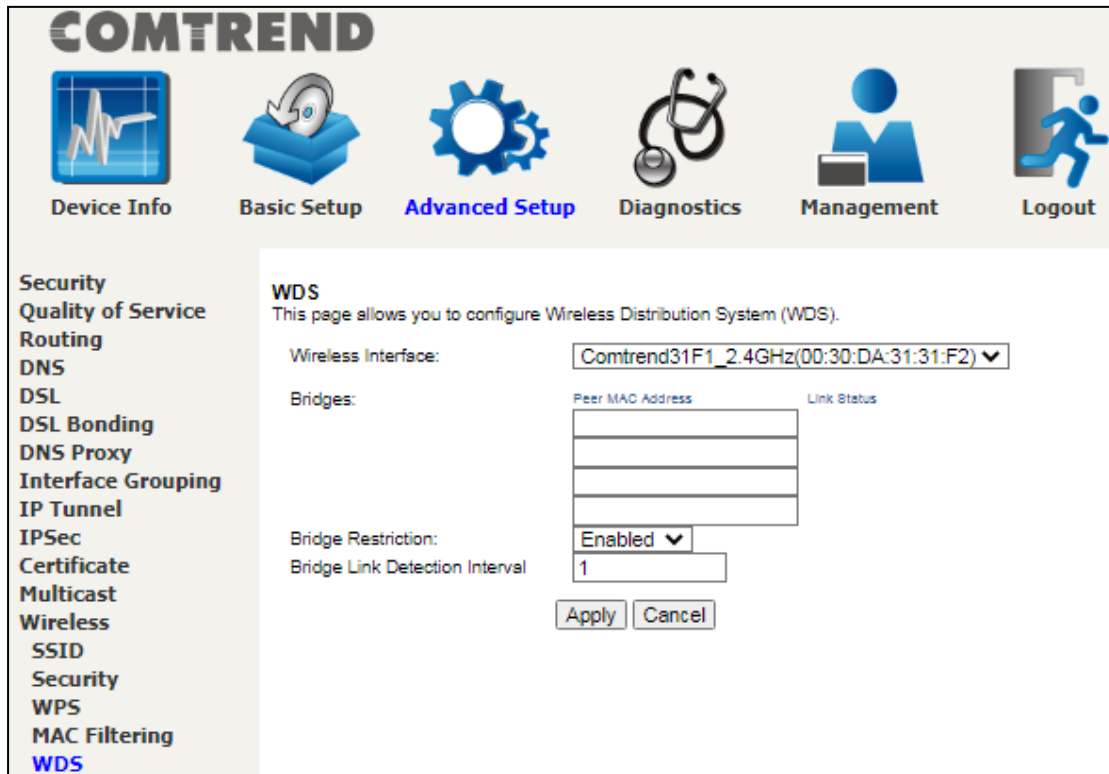 COMTREND
Device Info Basic Setup Advanced Setup Diagnostics Management Logout
Security
Quality of Service
Routing
DNS
DSL
DSL Bonding
DNS Proxy
Interface Grouping
IP Tunnel
IPSec
Certificate
Multicast
Wireless
SSID
Security
WPS
MAC Filtering
WDS
WDS
This page allows you to configure Wireless Distribution System (WDS).
Wireless Interface: Comtrend31F1_2.4GHz(00:30:DA:31:31:F2)
Bridges: Peer MAC Address Link Status
Bridge Restriction: Enabled
Bridge Link Detection Interval 1
Apply Cancel